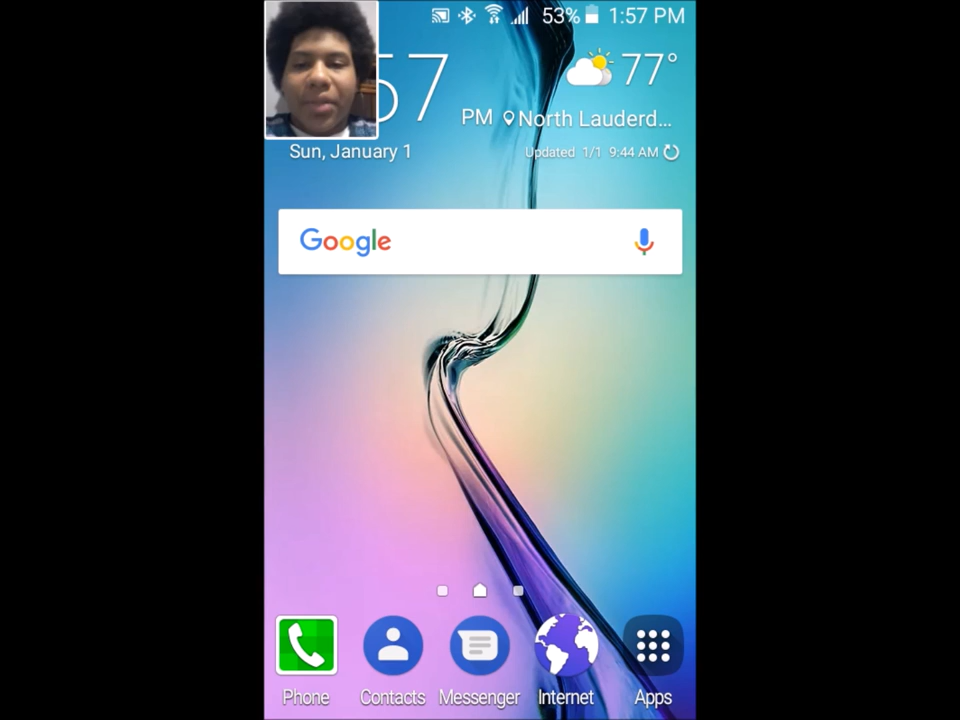 53% 1:57 PM
57
77°
PM North Lauderd...
Sun, January 1
Updated 1/1 9:44 AM
Google
Phone Contacts Messenger Internet Apps